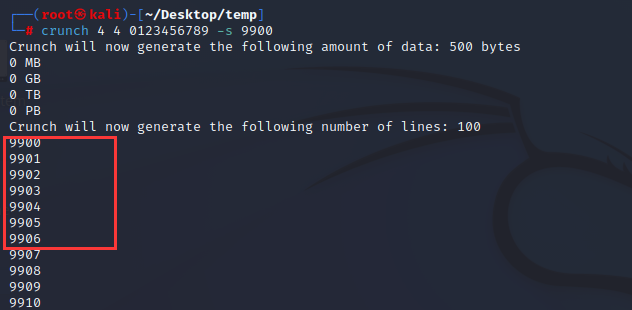 ┌──(root㉿kali)-[~/Desktop/temp]
└─# crunch 4 4 0123456789 -s 9900
Crunch will now generate the following amount of data: 500 bytes
0 MB
0 GB
0 TB
0 PB
Crunch will now generate the following number of lines: 100
9900
9901
9902
9903
9904
9905
9906
9907
9908
9909
9910